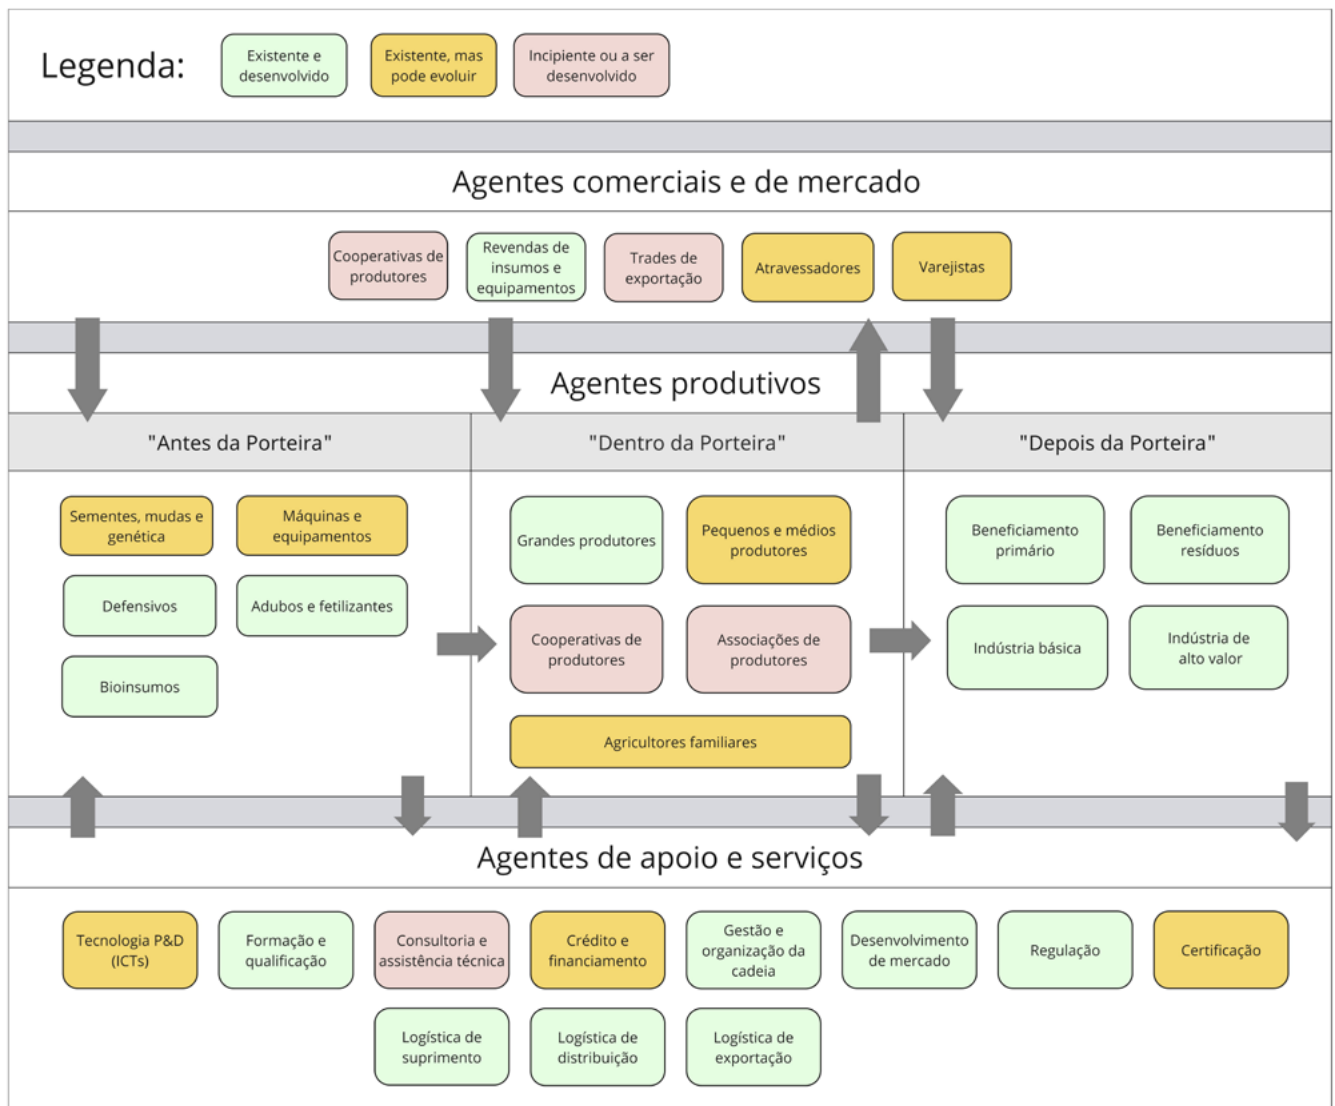 Legenda:
Existente e
desenvolvido
Existente, mas
pode evoluir
Incipiente ou a ser
desenvolvido
Agentes comerciais e de mercado
Cooperativas de
produtores
Revendas de
insumos e
equipamentos
Trades de
exportação
Atravessadores
Varejistas
Agentes produtivos
"Antes da Porteira"
"Dentro da Porteira"
"Depois da Porteira"
Sementes, mudas e
genética
Máquinas e
equipamentos
Defensivos
Adubos e fetilizantes
Bioinsumos
Grandes produtores
Pequenos e médios
produtores
Cooperativas de
produtores
Associações de
produtores
Agricultores familiares
Beneficiamento
primário
Beneficiamento
resíduos
Indústria básica
Indústria de
alto valor
Agentes de apoio e serviços
Tecnologia P&D
(ICTs)
Formação e
qualificação
Consultoria e
assistência técnica
Crédito e
financiamento
Gestão e
organização da
cadeia
Desenvolvimento
de mercado
Regulação
Certificação
Logística de
suprimento
Logística de
distribuição
Logística de
exportação